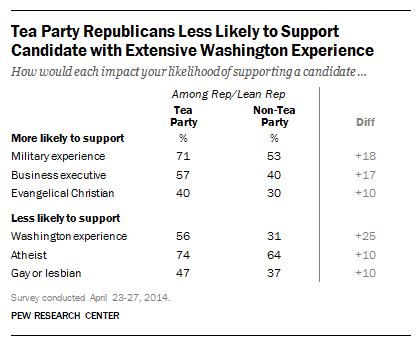 Tea Party Republicans Less Likely to Support
Candidate with Extensive Washington Experience
How would each impact your likelihood of supporting a candidate ...
Among Rep/Lean Rep
Tea Party Non-Tea Party Diff
More likely to support % %
Military experience 71 53 +18
Business executive 57 40 +17
Evangelical Christian 40 30 +10
Less likely to support
Washington experience 56 31 +25
Atheist 74 64 +10
Gay or lesbian 47 37 +10
Survey conducted April 23-27, 2014.
PEW RESEARCH CENTER